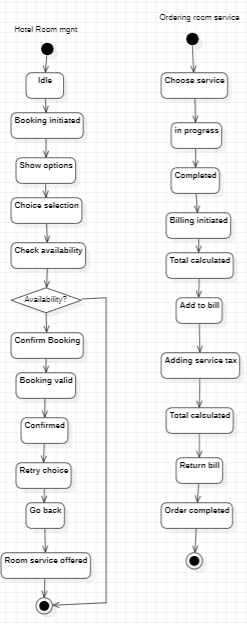 Hotel Room mgnt
Idle
Booking initiated
Show options
Choice selection
Check availability
Availability?
Confirm Booking
Booking valid
Confirmed
Retry choice
Go back
Room service offered
Ordering room service
Choose service
in progress
Completed
Billing initiated
Total calculated
Add to bill
Adding service tax
Total calculated
Return bill
Order completed